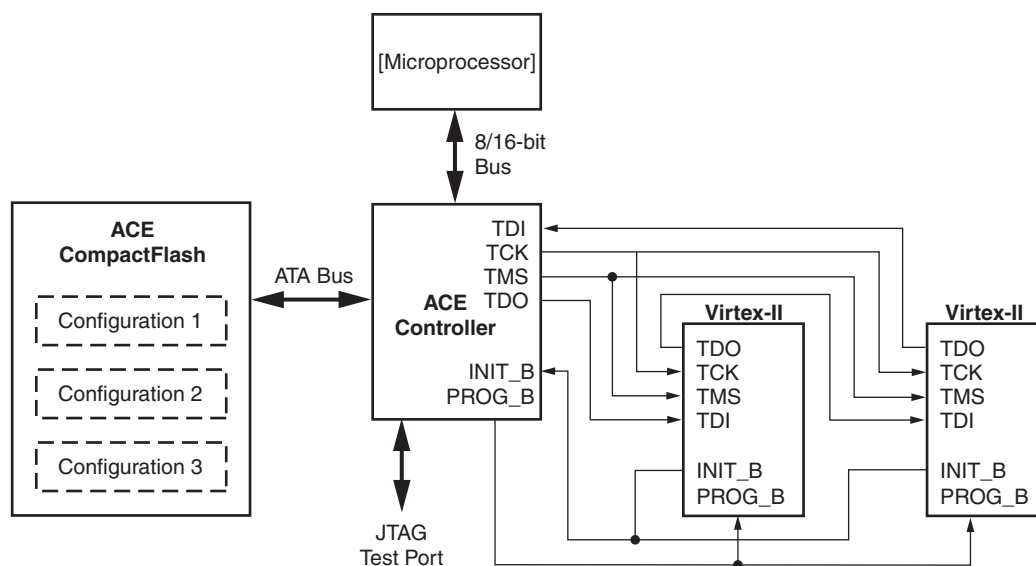 [Microprocessor]
8/16-bit
Bus
ACE
CompactFlash
Configuration 1
Configuration 2
Configuration 3
ATA Bus
TDI
TCK
TMS
TDO
ACE
Controller
INIT_B
PROG_B
JTAG
Test Port
Virtex-II
TDO
TCK
TMS
TDI
INIT_B
PROG_B
Virtex-II
TDO
TCK
TMS
TDI
INIT_B
PROG_B